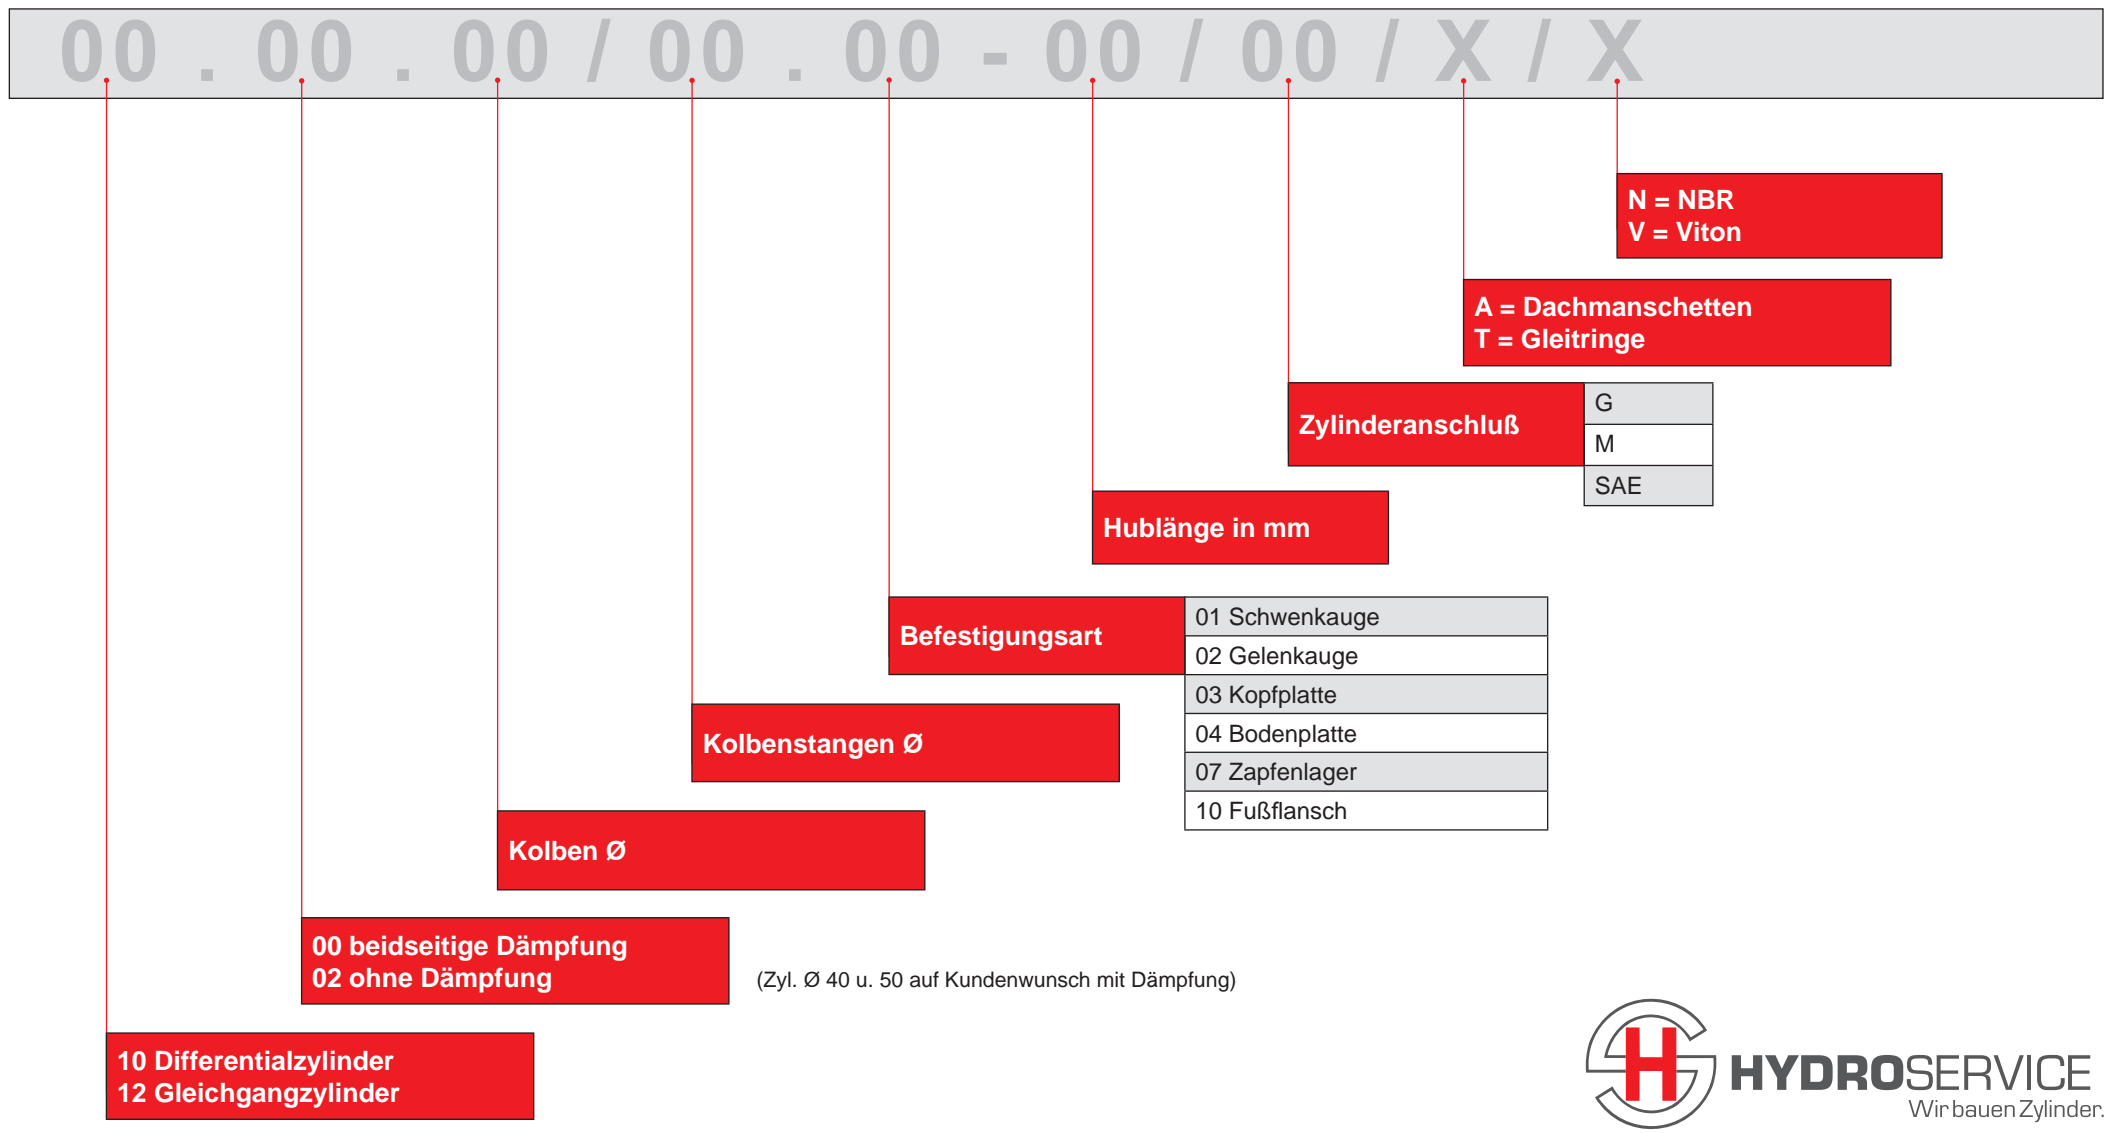 00 . 00 . 00 / 00 . 00 - 00 / 00 / X / X
N = NBR
V = Viton
A = Dachmanschetten
T = Gleitringe
Zylinderanschluß
G
M
SAE
Hublänge in mm
Befestigungsart
01 Schwenkauge
02 Gelenkauge
03 Kopfplatte
04 Bodenplatte
07 Zapfenlager
10 Fußflansch
Kolbenstangen Ø
Kolben Ø
00 beidseitige Dämpfung
02 ohne Dämpfung
(Zyl. Ø 40 u. 50 auf Kundenwunsch mit Dämpfung)
10 Differentialzylinder
12 Gleichgangzylinder
H
HYDROSERVICE
Wir bauen Zylinder.